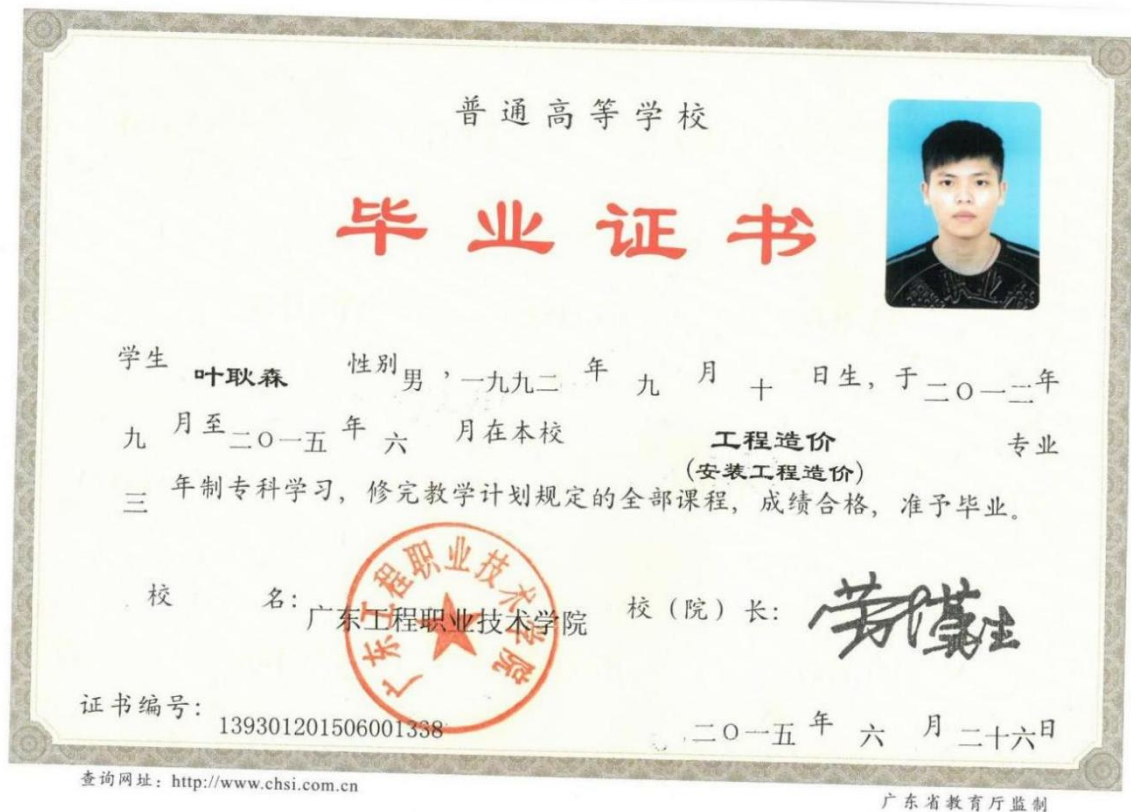 普通高等学校
毕业证书
学生 叶耿森 性别 男 ，一九九二 年 九 月 十 日生，于二○一二年
九 月至二○一五 年 六 月在本校 工程造价 专业
(安装工程造价)
三 年制专科学习，修完教学计划规定的全部课程，成绩合格，准予毕业。
广东工程职业技术学院
校 名：广东工程职业技术学院 校（院）长：
证书编号：139301201506001338 二○一五 年 六 月 二十六日
查询网址：http://www.chsi.com.cn
广东省教育厅监制